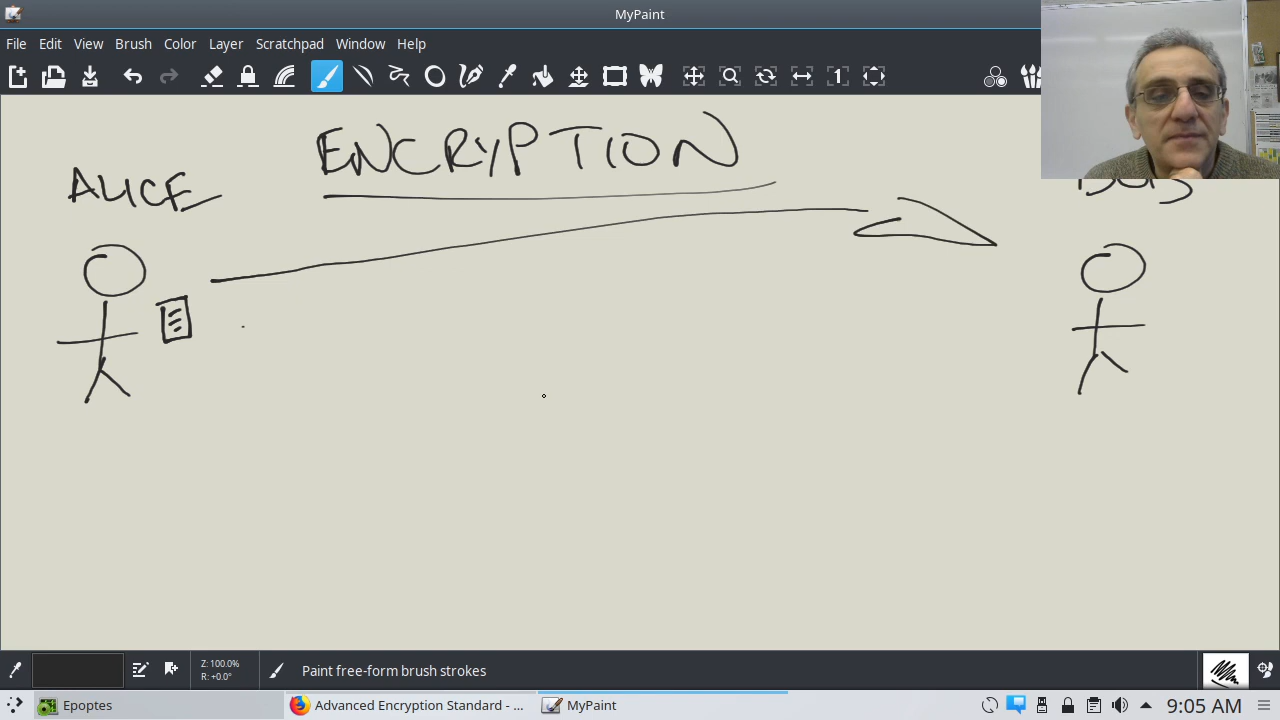 MyPaint
File Edit View Brush Color Layer Scratchpad Window Help
1
ENCRYPTION
ALICE
Z: 100.0%
R: +0.0°
Paint free-form brush strokes
Epoptes
Advanced Encryption Standard - ...
MyPaint
9:05 AM